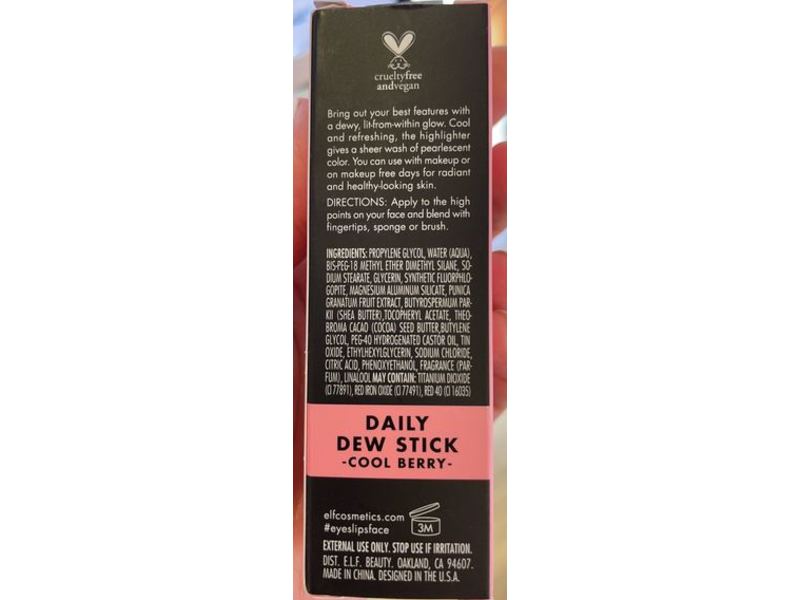 crueltyfree
andvegan
Bring out your best features with
a dewy, lit-from-within glow. Cool
and refreshing, the highlighter
gives a sheer wash of pearlescent
color. You can use with makeup or
on makeup free days for radiant
and healthy-looking skin.
DIRECTIONS: Apply to the high
points on your face and blend with
fingertips, sponge or brush.
INGREDIENTS: PROPYLENE GLYCOL, WATER (AQUA),
BIS-PEG-18 METHYL ETHER DIMETHYL SILANE, SO-
DIUM STEARATE, GLYCERIN, SYNTHETIC FLUORPHLO-
GOPITE, MAGNESIUM ALUMINUM SILICATE, PUNICA
GRANATUM FRUIT EXTRACT, BUTYROSPERMUM PAR-
KII (SHEA BUTTER),TOCOPHERYL ACETATE, THEO-
BROMA CACAO (COCOA) SEED BUTTER,BUTYLENE
GLYCOL, PEG-40 HYDROGENATED CASTOR OIL, TIN
OXIDE, ETHYLHEXYLGLYCERIN, SODIUM CHLORIDE,
CITRIC ACID, PHENOXYETHANOL, FRAGRANCE (PAR-
FUM), LINALOOL MAY CONTAIN: TITANIUM DIOXIDE
(CI 77891), RED IRON OXIDE (CI 77491), RED 40 (CI 16035)
DAILY
DEW STICK
-COOL BERRY-
elfcosmetics.com
#eyeslipsface
3M
EXTERNAL USE ONLY. STOP USE IF IRRITATION.
DIST. E.L.F. BEAUTY. OAKLAND, CA 94607.
MADE IN CHINA. DESIGNED IN THE U.S.A.